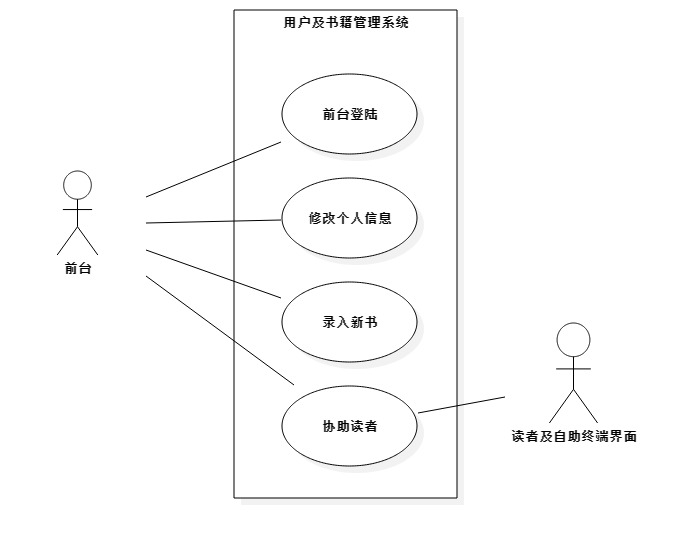 用户及书籍管理系统
前台登陆
修改个人信息
前台
录入新书
协助读者
读者及自助终端界面